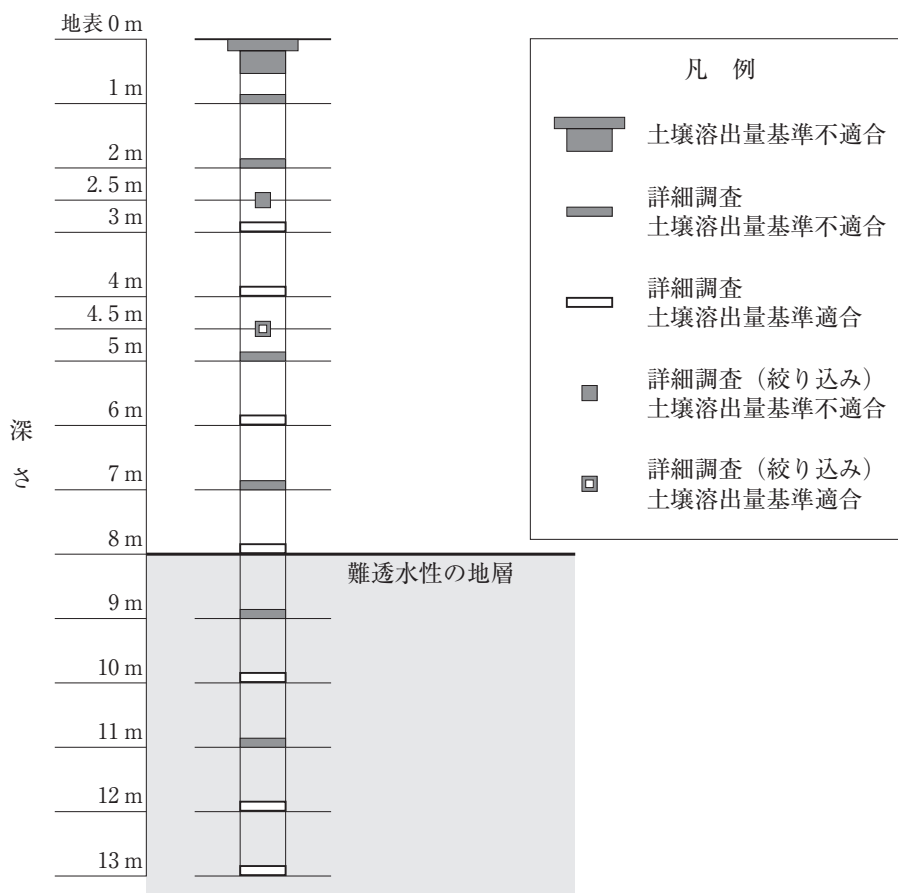 地表 0 m
1 m
2 m
2. 5 m
3 m
4 m
4. 5 m
5 m
6 m
7 m
8 m
9 m
10 m
11 m
12 m
13 m
深さ
難透水性の地層
凡 例
土壌溶出量基準不適合
詳細調査
土壌溶出量基準不適合
詳細調査
土壌溶出量基準適合
詳細調査（絞り込み）
土壌溶出量基準不適合
詳細調査（絞り込み）
土壌溶出量基準適合